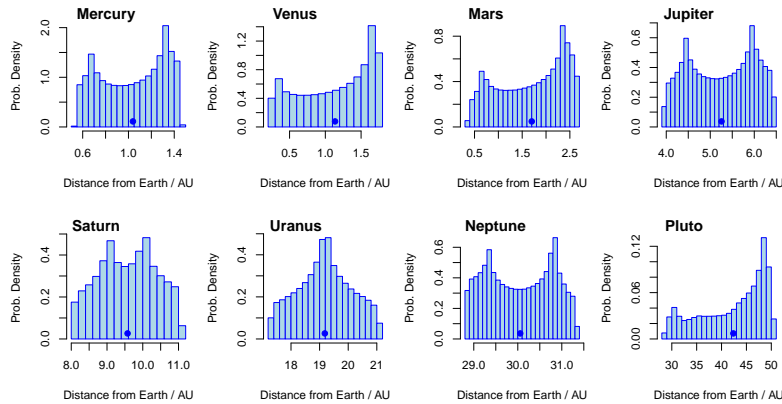 Mercury
Prob. Density
0.0 1.0 2.0
0.6 1.0 1.4
Distance from Earth / AU
Venus
Prob. Density
0.0 0.4 0.8 1.2
0.5 1.0 1.5
Distance from Earth / AU
Mars
Prob. Density
0.0 0.4 0.8
0.5 1.5 2.5
Distance from Earth / AU
Jupiter
Prob. Density
0.0 0.2 0.4 0.6
4.0 5.0 6.0
Distance from Earth / AU
Saturn
Prob. Density
0.0 0.2 0.4
8.0 9.0 10.0 11.0
Distance from Earth / AU
Uranus
Prob. Density
0.0 0.2 0.4
18 19 20 21
Distance from Earth / AU
Neptune
Prob. Density
0.0 0.2 0.4 0.6
29.0 30.0 31.0
Distance from Earth / AU
Pluto
Prob. Density
0.00 0.06 0.12
30 35 40 45 50
Distance from Earth / AU